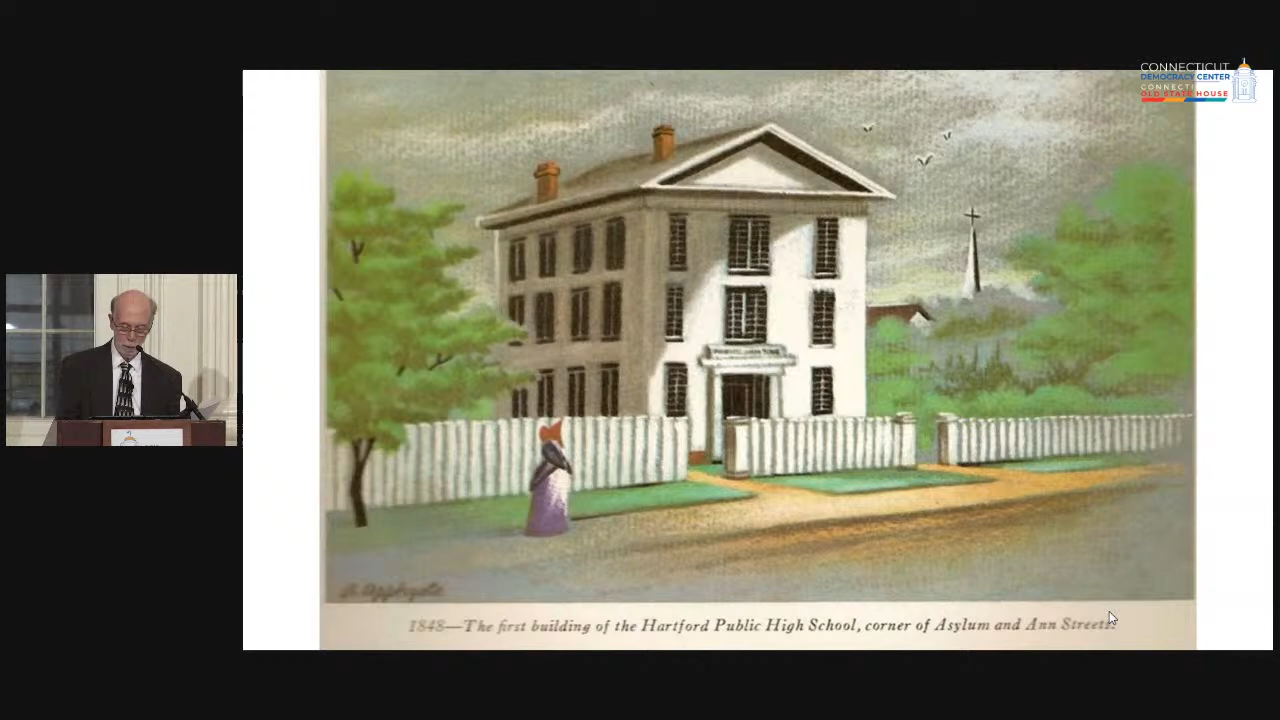 CONNECTICUT
DEMOCRACY CENTER
CONNECTICUT'S
OLD STATE HOUSE
1848—The first building of the Hartford Public High School, corner of Asylum and Ann Streets.